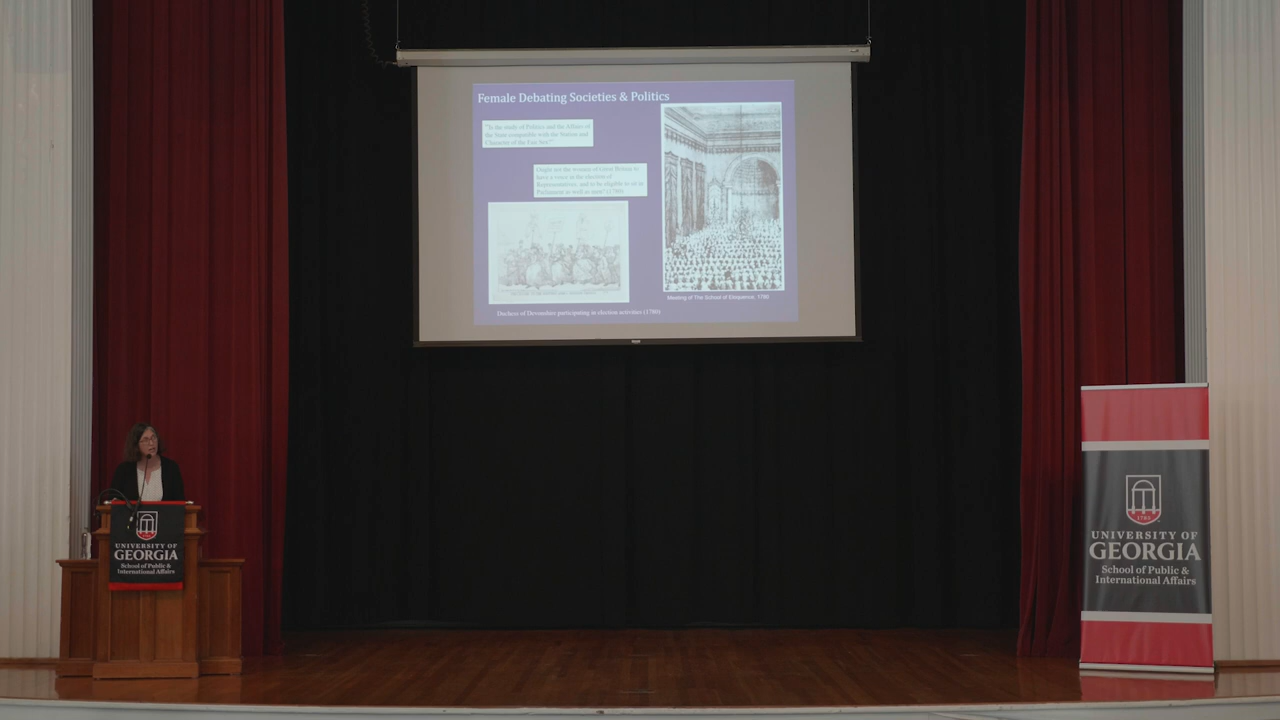 Female Debating Societies & Politics
"Is the study of Politics and the Affairs of
the State compatible with the Station and
Character of the Fair Sex?"
Ought not the women of Great Britain to
have a voice in the election of
Representatives, and to be eligible to sit in
Parliament as well as men? (1780)
Meeting of The School of Eloquence, 1780
Duchess of Devonshire participating in election activities (1780)
UNIVERSITY OF
GEORGIA
School of Public &
International Affairs
1785
UNIVERSITY OF
GEORGIA
School of Public &
International Affairs